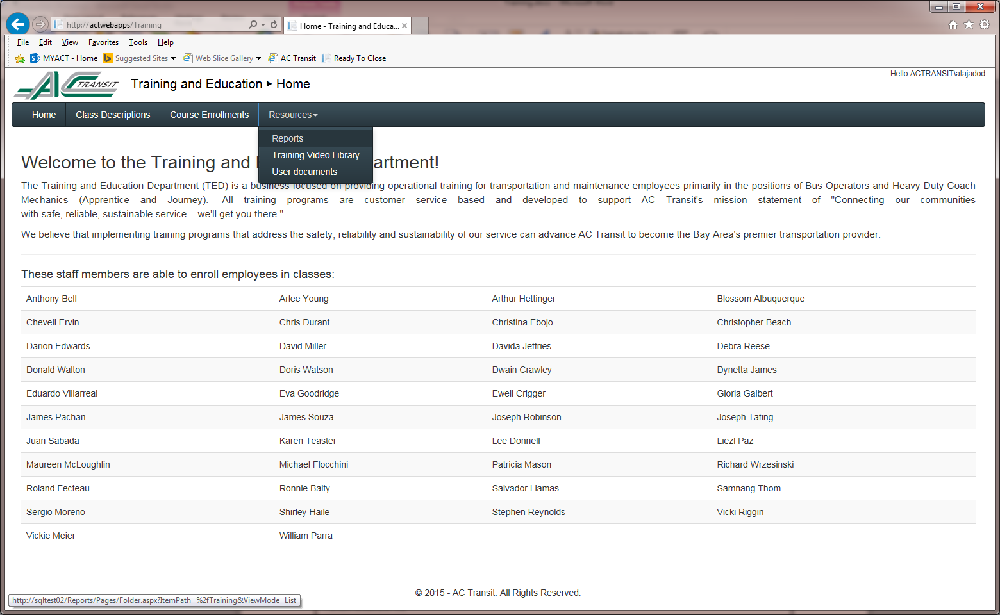 http://actwebapps/Training
Home - Training and Educa...
File Edit View Favorites Tools Help
MYACT - Home Suggested Sites Web Slice Gallery AC Transit Ready To Close
Hello ACTRANSIT\atajadod
AC TRANSIT Training and Education ▸ Home
Home Class Descriptions Course Enrollments Resources
Reports
Training Video Library
User documents
Welcome to the Training and artment!
The Training and Education Department (TED) is a business focused on providing operational training for transportation and maintenance employees primarily in the positions of Bus Operators and Heavy Duty Coach
Mechanics (Apprentice and Journey). All training programs are customer service based and developed to support AC Transit's mission statement of "Connecting our communities
with safe, reliable, sustainable service... we'll get you there."
We believe that implementing training programs that address the safety, reliability and sustainability of our service can advance AC Transit to become the Bay Area's premier transportation provider.
These staff members are able to enroll employees in classes:
Anthony Bell Arlee Young Arthur Hettinger Blossom Albuquerque
Chevell Ervin Chris Durant Christina Ebojo Christopher Beach
Darion Edwards David Miller Davida Jeffries Debra Reese
Donald Walton Doris Watson Dwain Crawley Dynetta James
Eduardo Villarreal Eva Goodridge Ewell Crigger Gloria Galbert
James Pachan James Souza Joseph Robinson Joseph Tating
Juan Sabada Karen Teaster Lee Donnell Liezl Paz
Maureen McLoughlin Michael Flocchini Patricia Mason Richard Wrzesinski
Roland Fecteau Ronnie Baity Salvador Llamas Samnang Thom
Sergio Moreno Shirley Haile Stephen Reynolds Vicki Riggin
Vickie Meier William Parra
© 2015 - AC Transit. All Rights Reserved.
http://sqltest02/Reports/Pages/Folder.aspx?ItemPath=%2fTraining&ViewMode=List